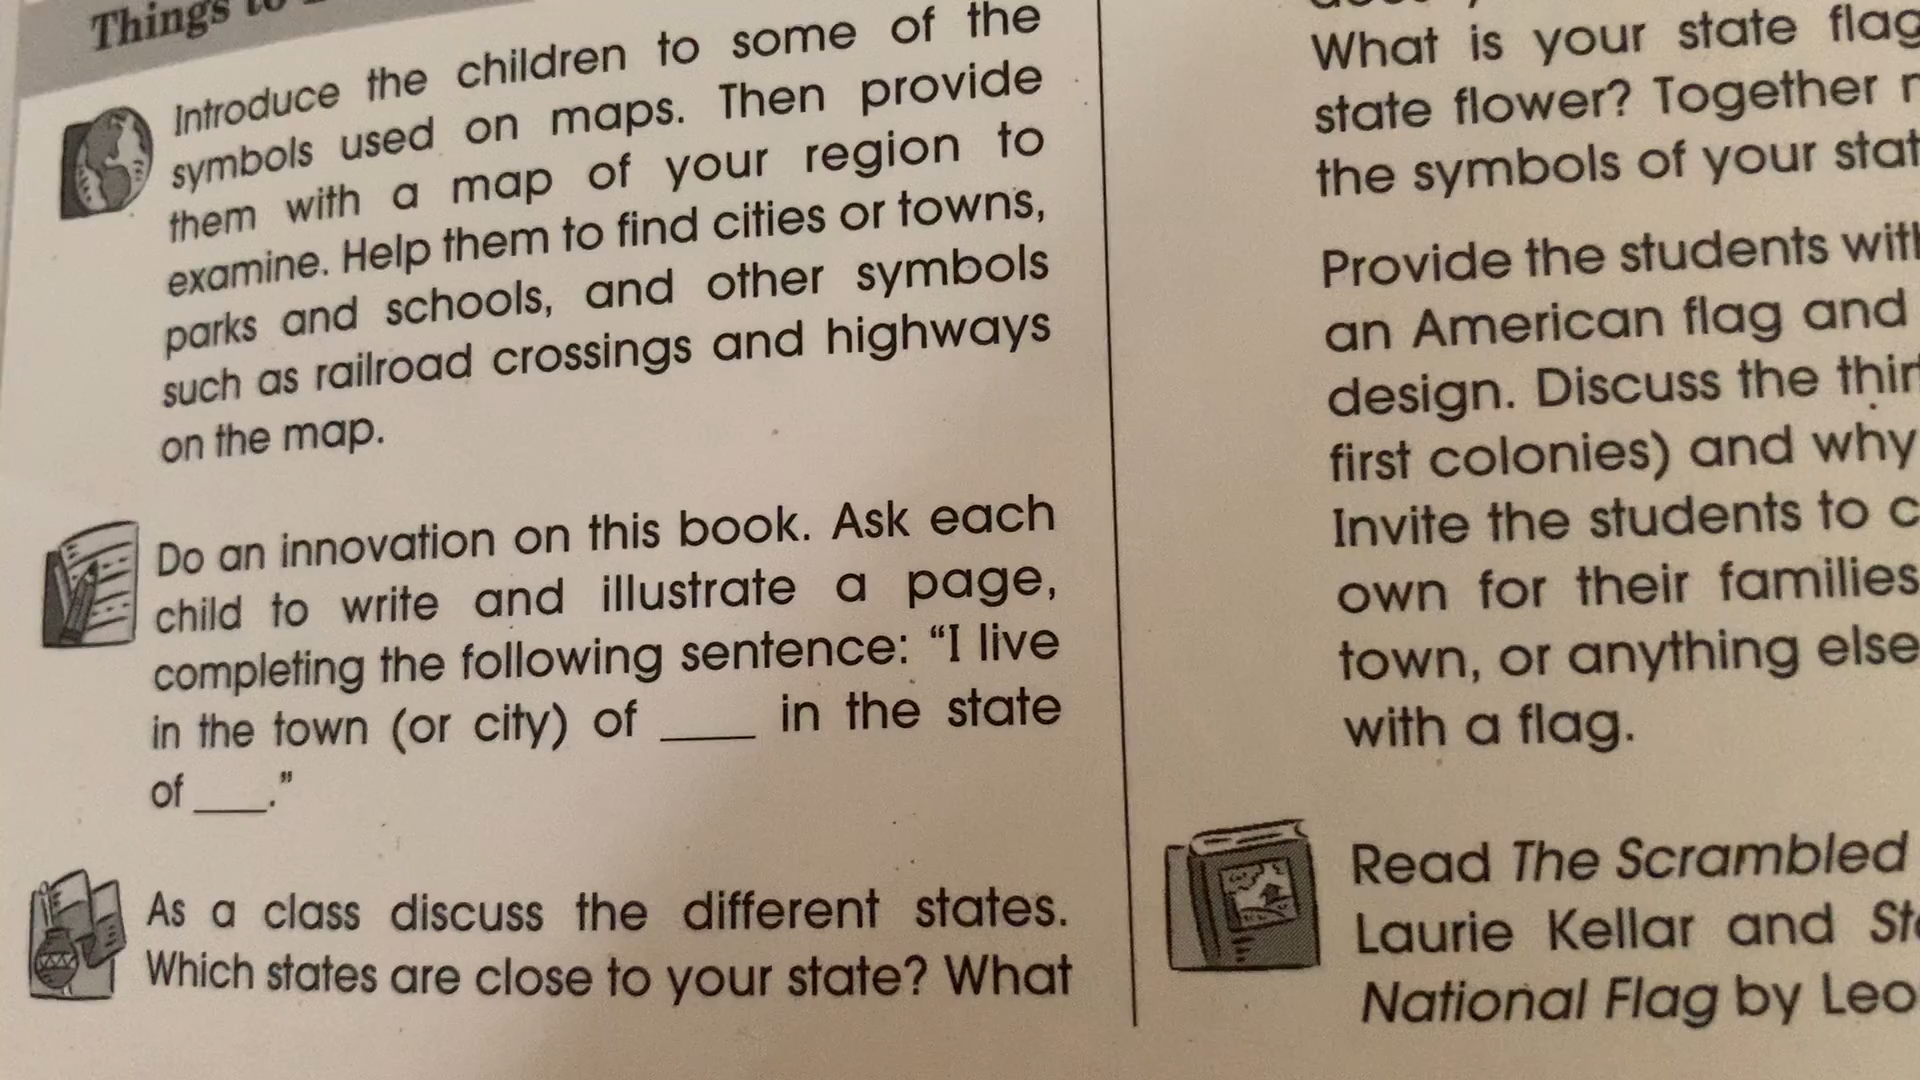 Things to
Introduce the children to some of the
symbols used on maps. Then provide
them with a map of your region to
examine. Help them to find cities or towns,
parks and schools, and other symbols
such as railroad crossings and highways
on the map.
Do an innovation on this book. Ask each
child to write and illustrate a page,
completing the following sentence: “I live
in the town (or city) of ____ in the state
of ___.”
As a class discuss the different states.
Which states are close to your state? What
What is your state flag
state flower? Together
the symbols of your
Provide the students with
an American flag and
design. Discuss the
first colonies) and why
Invite the students to
own for their families
town, or anything else
with a flag.
Read The Scrambled
Laurie Kellar and
National Flag by Leo